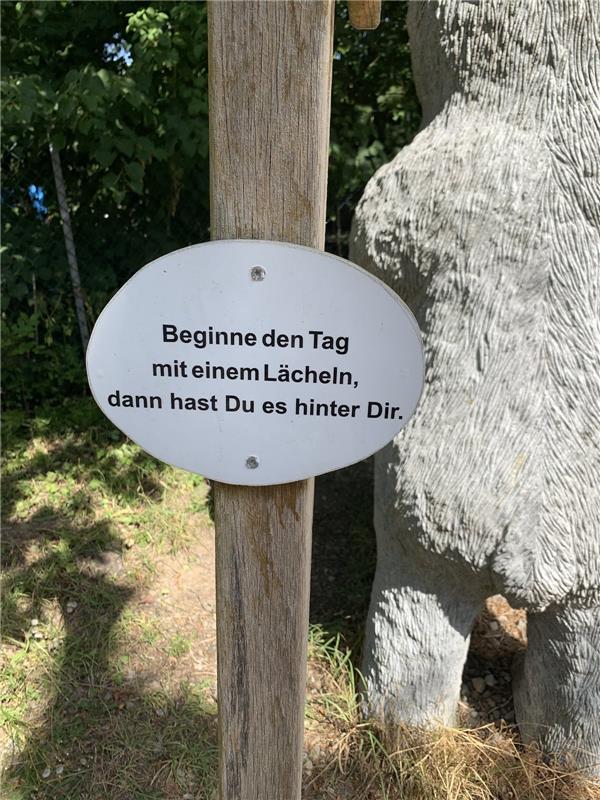 Beginne den Tag
mit einem Lächeln,
dann hast Du es hinter Dir.